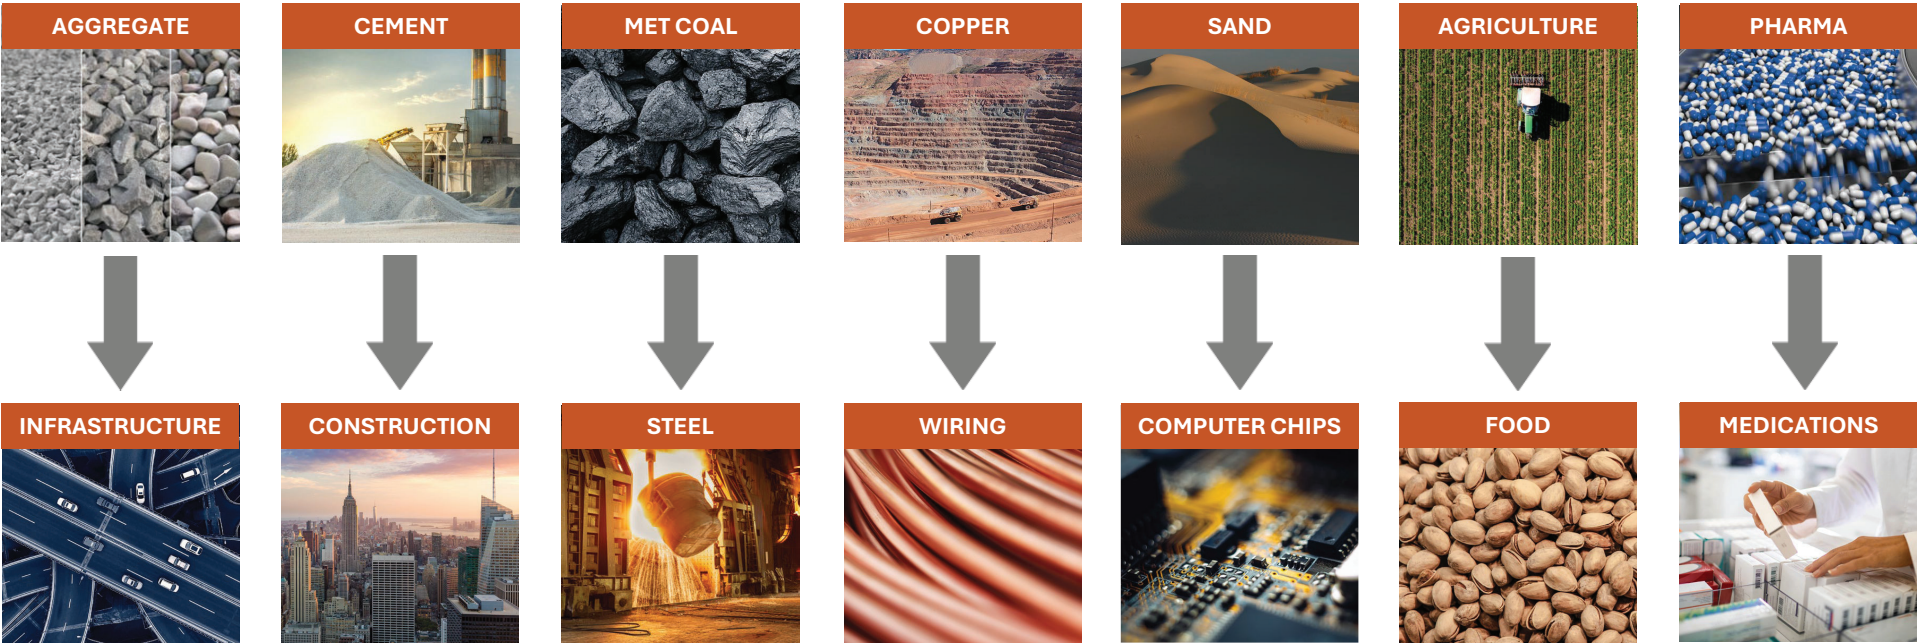 AGGREGATE
CEMENT
MET COAL
COPPER
SAND
AGRICULTURE
PHARMA
INFRASTRUCTURE
CONSTRUCTION
STEEL
WIRING
COMPUTER CHIPS
FOOD
MEDICATIONS